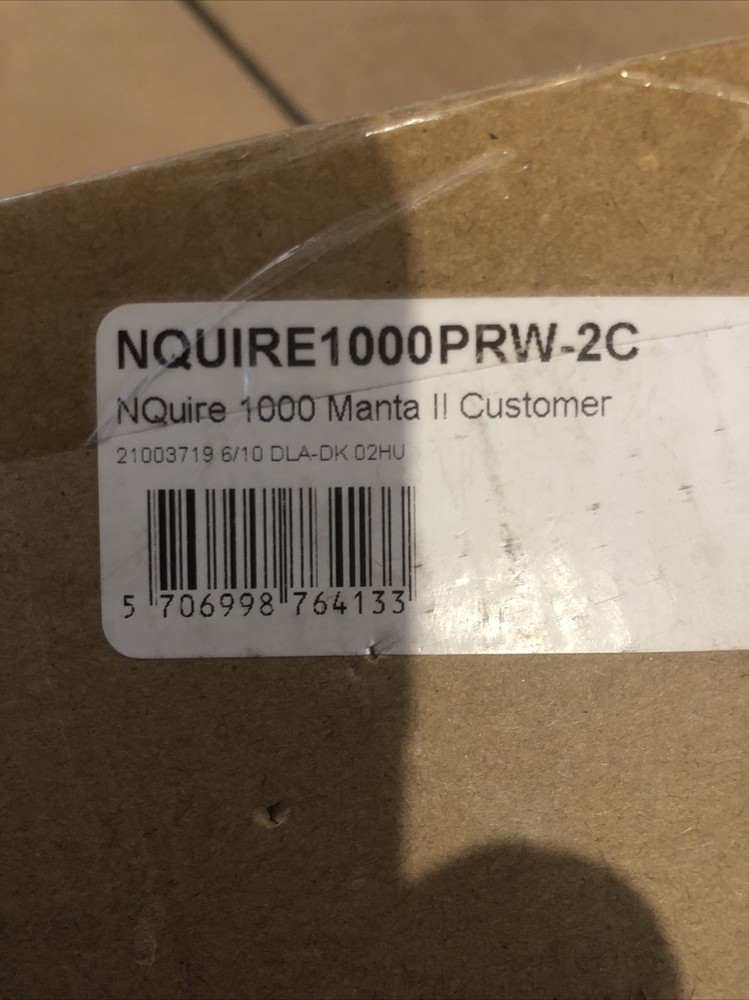 NQUIRE1000PRW-2C
NQuire 1000 Manta II Customer
21003719 6/10 DLA-DK 02HU
5 706998 764133